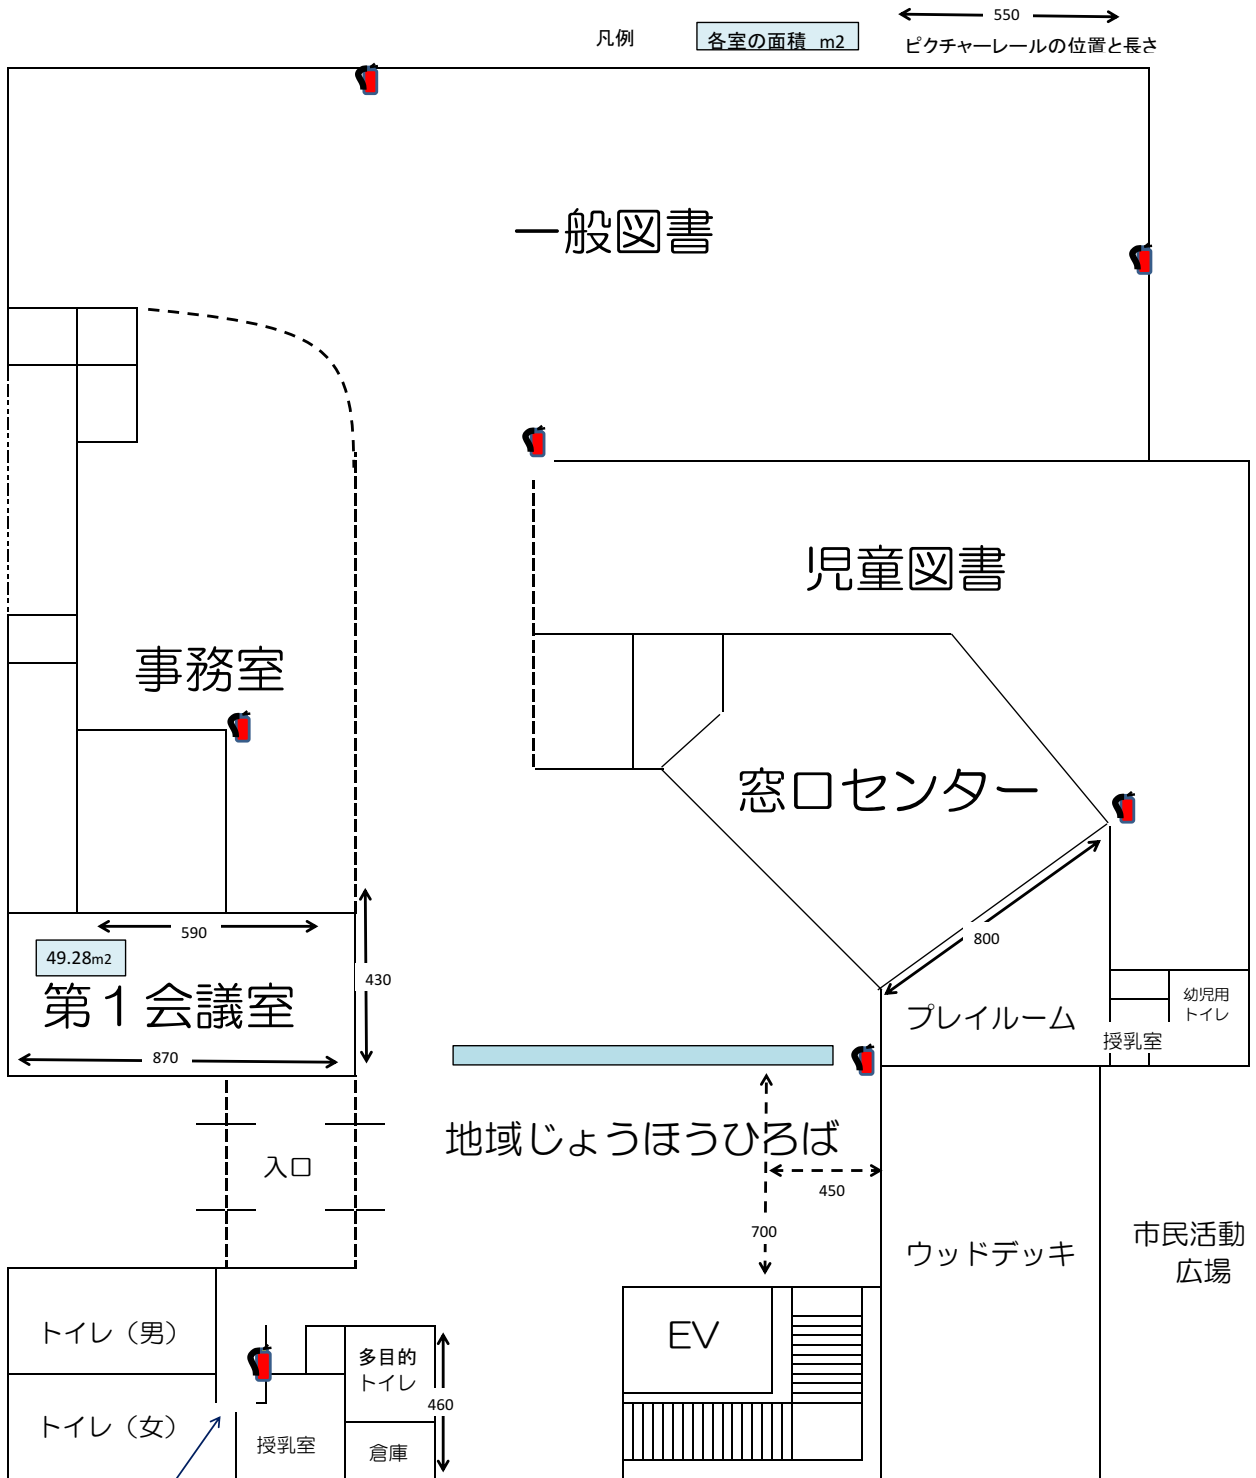 550
凡例
各室の面積 m2
ピクチャーレールの位置と長さ
一般図書
児童図書
事務室
窓口センター
590
49.28m2
第１会議室
430
800
870
プレイルーム
幼児用
トイレ
授乳室
地域じょうほうひろば
入口
450
700
ウッドデッキ
市民活動
広場
トイレ（男）
EV
多目的
トイレ
460
トイレ（女）
授乳室
倉庫